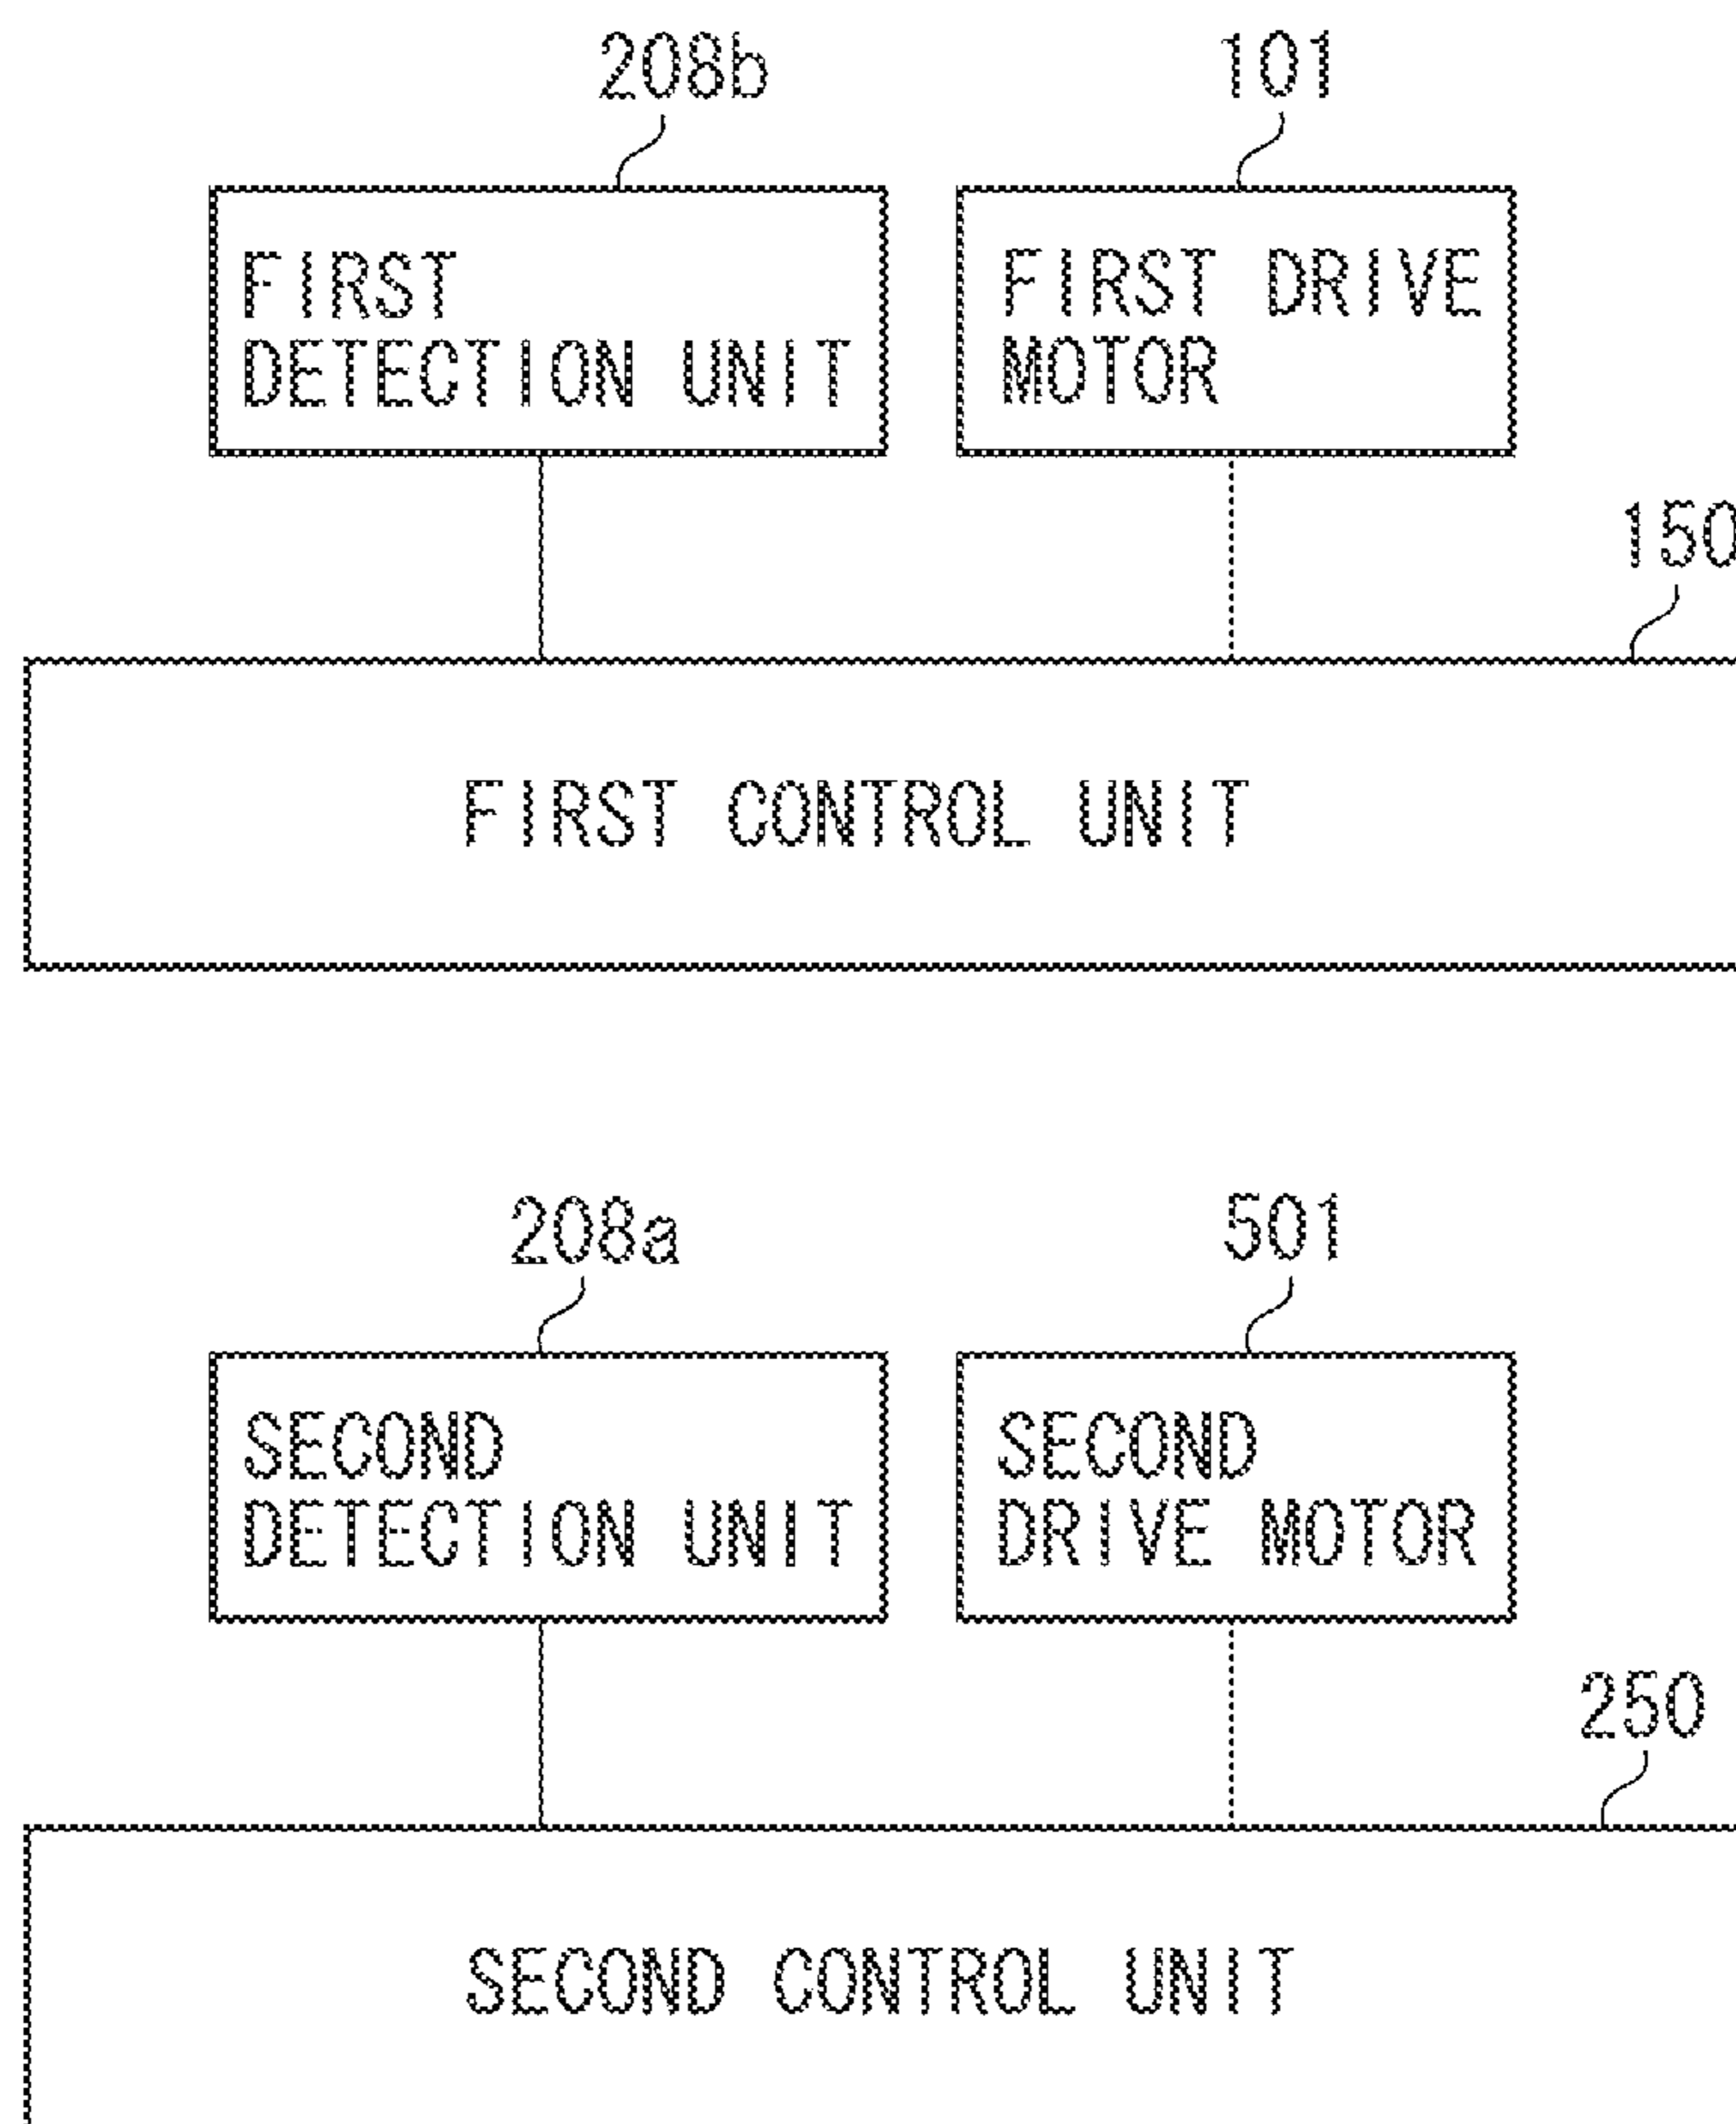 208b 101
FIRST
DETECTION UNIT
FIRST DRIVE
MOTOR
150
FIRST CONTROL UNIT
208a 501
SECOND
DETECTION UNIT
SECOND
DRIVE MOTOR
250
SECOND CONTROL UNIT